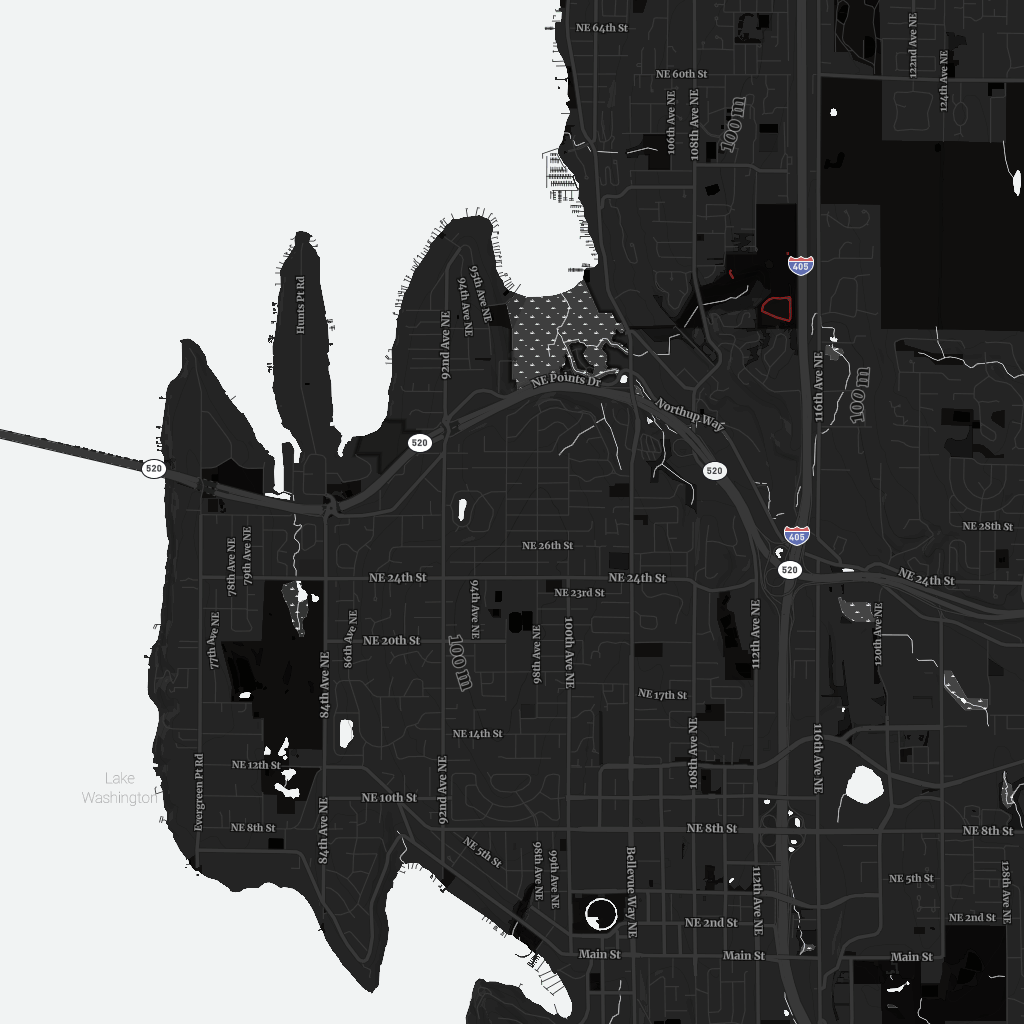 NE 64th St
122nd Ave NE
124th Ave NE
NE 60th St
106th Ave NE
108th Ave NE
100 m
405
Hunts Pt Rd
95th Ave NE
94th Ave NE
92nd Ave NE
NE Points Dr
116th Ave NE
100 m
Northup Way
520
520
520
NE 28th St
405
78th Ave NE
79th Ave NE
NE 26th St
520
NE 24th St
NE 24th St
NE 24th St
NE 23rd St
94th Ave NE
77th Ave NE
86th Ave NE
NE 20th St
98th Ave NE
100th Ave NE
112th Ave NE
120th Ave NE
100 m
84th Ave NE
NE 17th St
NE 14th St
108th Ave NE
116th Ave NE
NE 12th St
Lake
Washington
Evergreen Pt Rd
92nd Ave NE
NE 10th St
NE 8th St
84th Ave NE
NE 8th St
NE 8th St
NE 5th St
98th Ave NE
99th Ave NE
Bellevue Way NE
112th Ave NE
NE 5th St
128th Ave NE
NE 2nd St
NE 2nd St
Main St
Main St
Main St